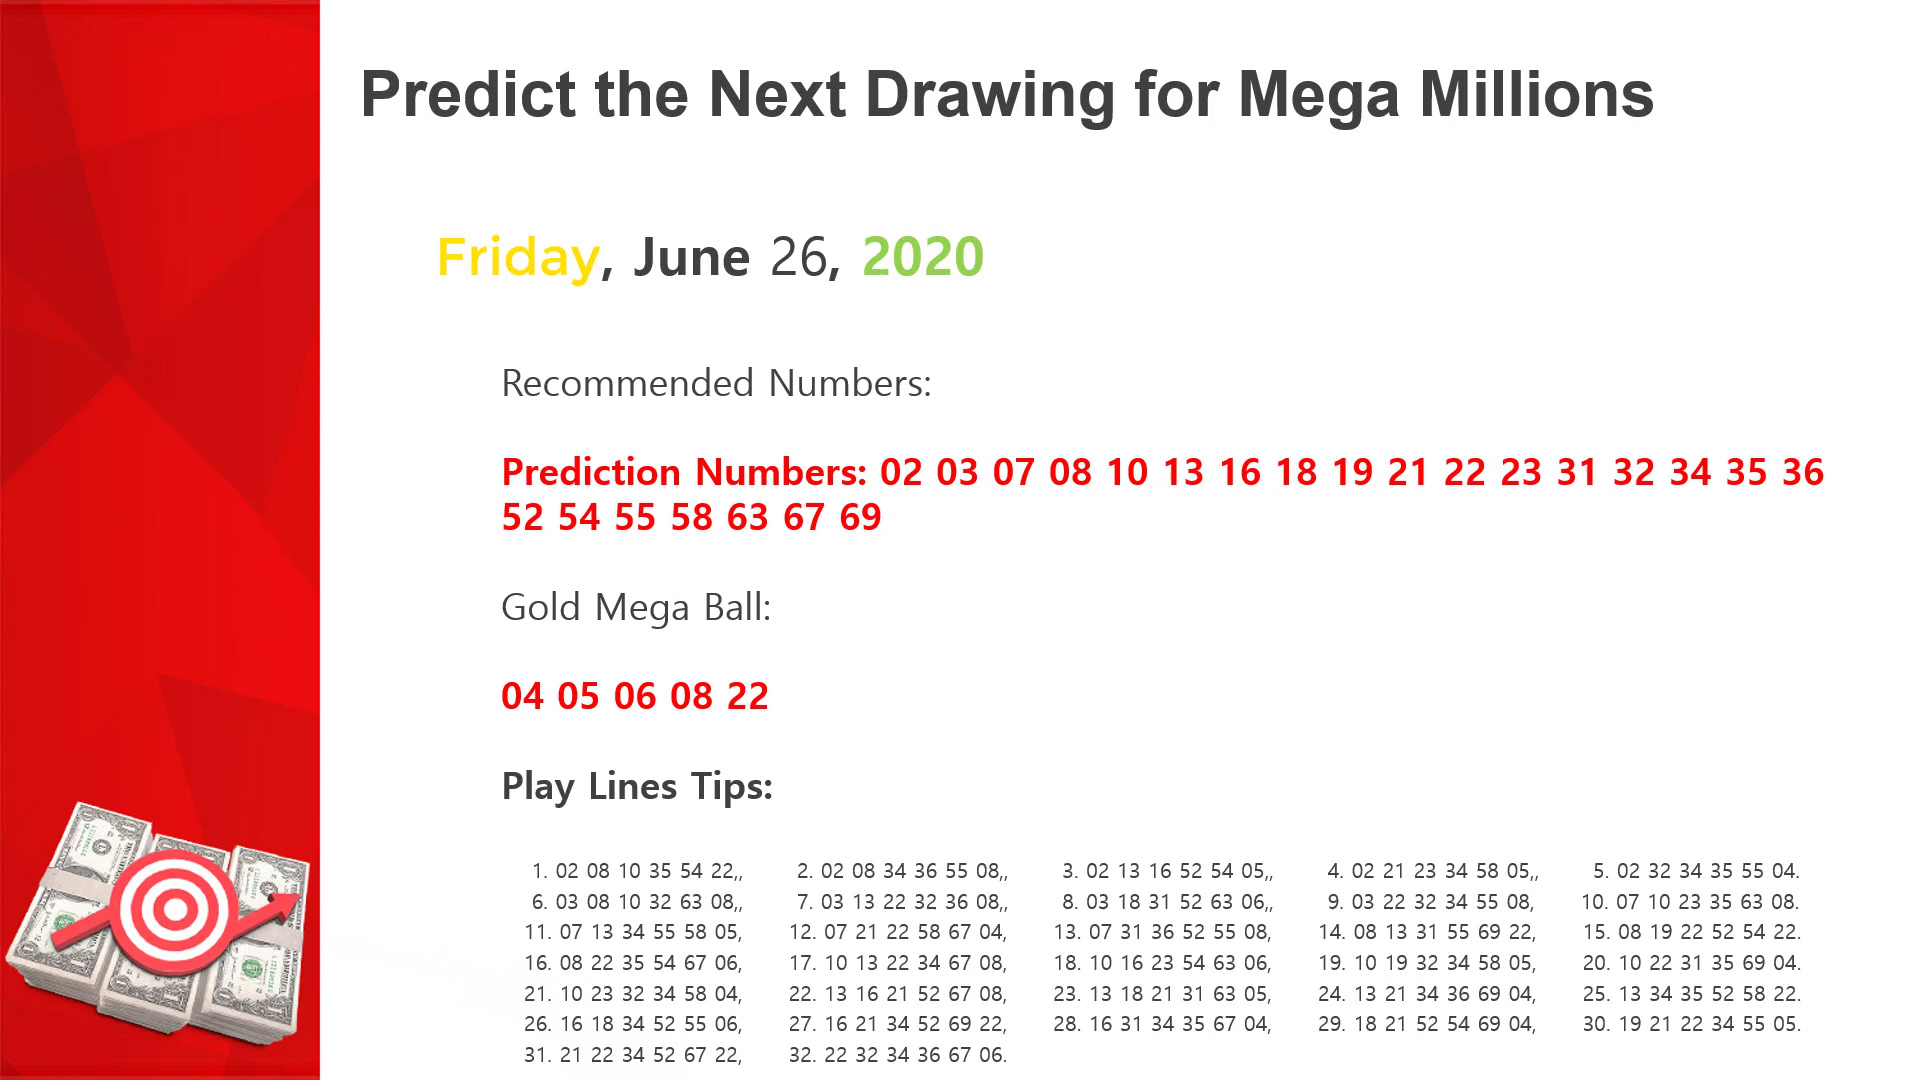 Predict the Next Drawing for Mega Millions
Friday, June 26, 2020
Recommended Numbers:
Prediction Numbers: 02 03 07 08 10 13 16 18 19 21 22 23 31 32 34 35 36
52 54 55 58 63 67 69
Gold Mega Ball:
04 05 06 08 22
Play Lines Tips:
1. 02 08 10 35 54 22,, 2. 02 08 34 36 55 08,, 3. 02 13 16 52 54 05,, 4. 02 21 23 34 58 05,, 5. 02 32 34 35 55 04.
6. 03 08 10 32 63 08,, 7. 03 13 22 32 36 08,, 8. 03 18 31 52 63 06,, 9. 03 22 32 34 55 08, 10. 07 10 23 35 63 08.
11. 07 13 34 55 58 05, 12. 07 21 22 58 67 04, 13. 07 31 36 52 55 08, 14. 08 13 31 55 69 22, 15. 08 19 22 52 54 22.
16. 08 22 35 54 67 06, 17. 10 13 22 34 67 08, 18. 10 16 23 54 63 06, 19. 10 19 32 34 58 05, 20. 10 22 31 35 69 04.
21. 10 23 32 34 58 04, 22. 13 16 21 52 67 08, 23. 13 18 21 31 63 05, 24. 13 21 34 36 69 04, 25. 13 34 35 52 58 22.
26. 16 18 34 52 55 06, 27. 16 21 34 52 69 22, 28. 16 31 34 35 67 04, 29. 18 21 52 54 69 04, 30. 19 21 22 34 55 05.
31. 21 22 34 52 67 22, 32. 22 32 34 36 67 06.